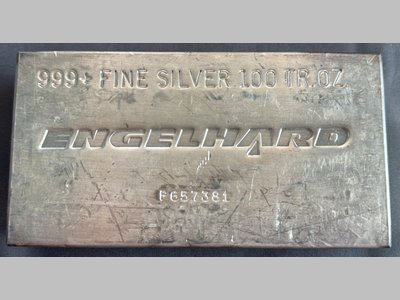 999+ FINE SILVER 100 TR.OZ.
ENGELHARD
P657381